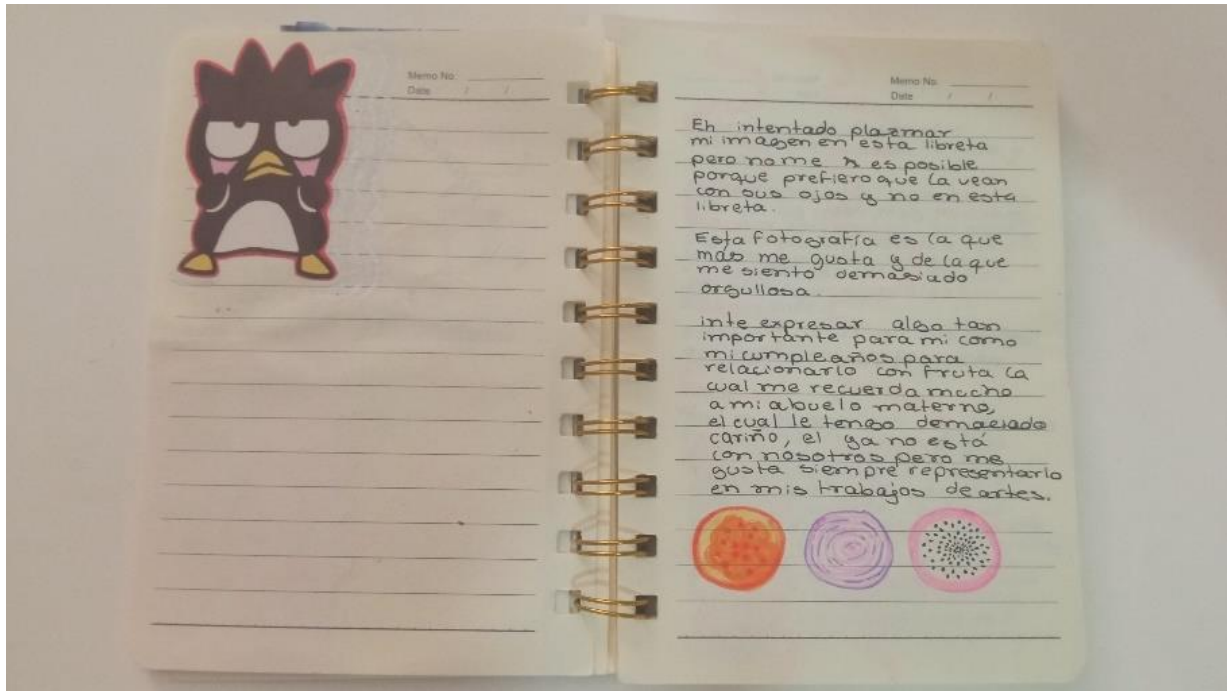 Memo No.
Date / /
Memo No.
Date / /
Eh intentado plazmar
mi imagen en esta libreta
pero no me es posible
porque prefiero que la vean
con sus ojos y no en esta
libreta.
Esta fotografía es la que
más me gusta y de la que
me siento demasiado
orgullosa.
inte expresar algo tan
importante para mi como
mi cumpleaños para
relacionarlo con fruta la
cual me recuerda mucho
a mi abuelo materno,
el cual le tengo demaciado
cariño, el ya no está
con nosotros pero me
gusta siempre representarlo
en mis trabajos de artes.